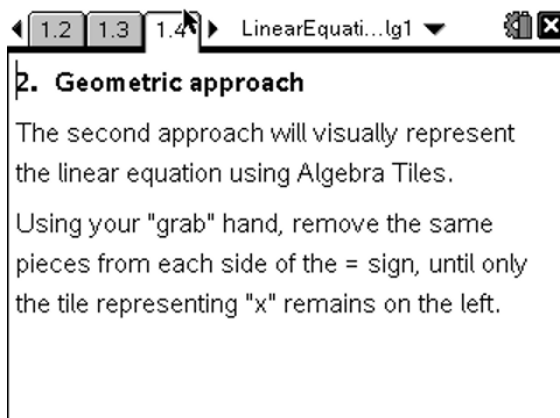 1.2 1.3 1.4 LinearEquati...lg1
2. Geometric approach
The second approach will visually represent
the linear equation using Algebra Tiles.
Using your "grab" hand, remove the same
pieces from each side of the = sign, until only
the tile representing "x" remains on the left.